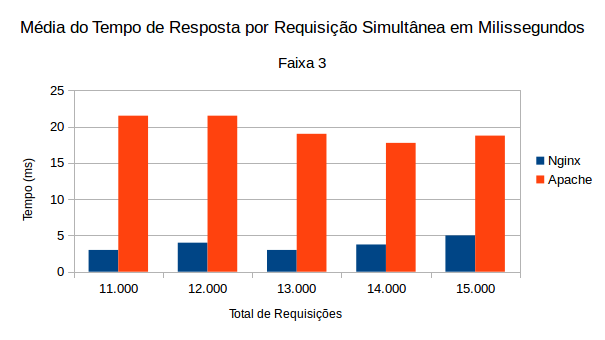 Média do Tempo de Resposta por Requisição Simultânea em Milissegundos
Faixa 3
25
20
15
10
5
0
Tempo (ms)
11.000 12.000 13.000 14.000 15.000
Total de Requisições
Nginx
Apache